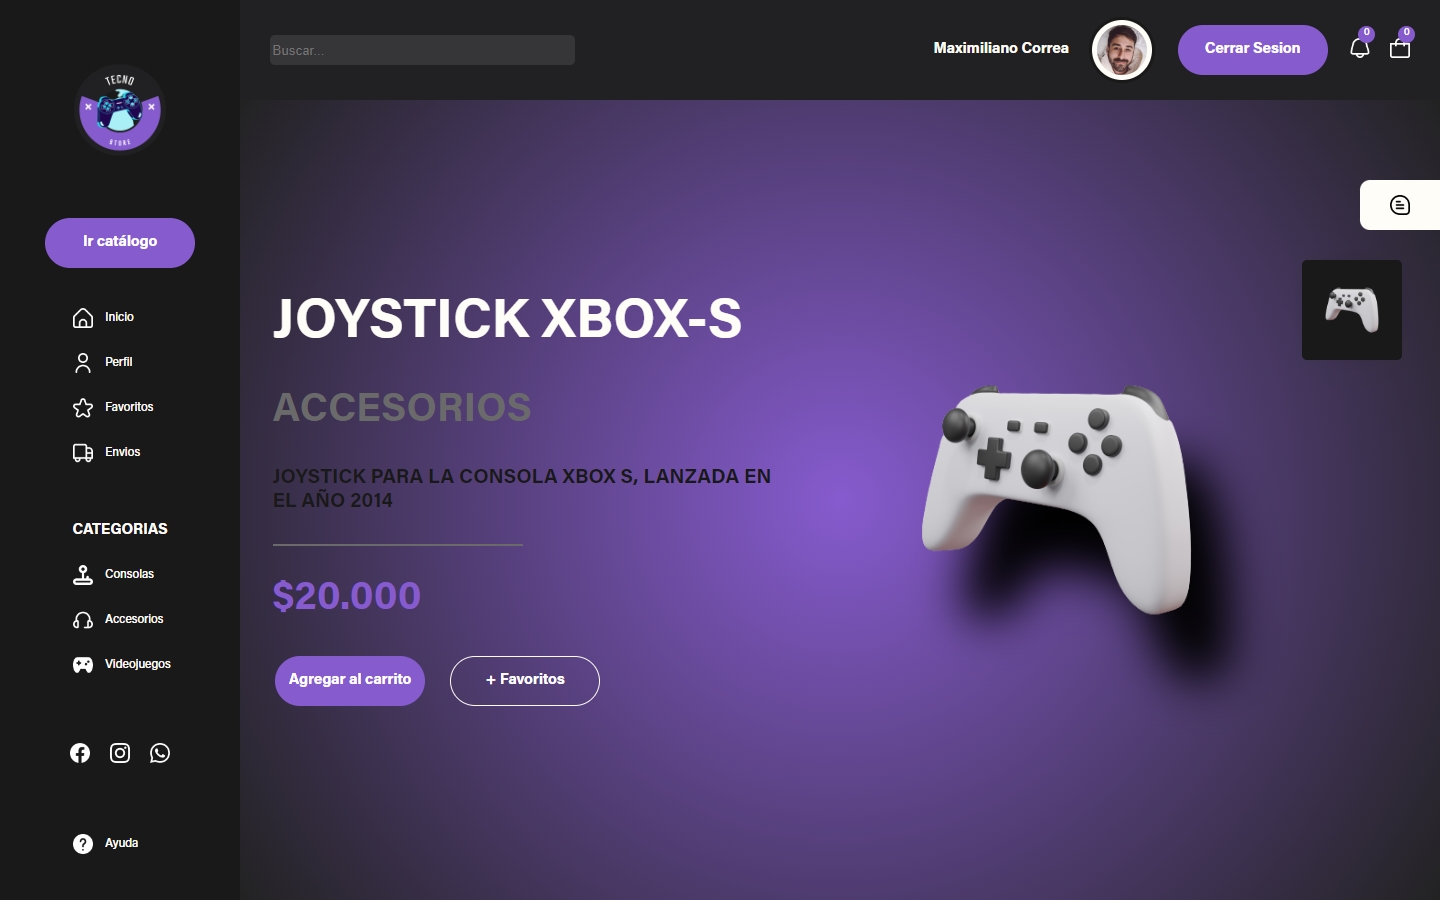 Buscar...
Maximiliano Correa
Cerrar Sesion
0
0
TECNO
STORE
Ir catálogo
Inicio
Perfil
Favoritos
Envios
CATEGORIAS
Consolas
Accesorios
Videojuegos
Ayuda
JOYSTICK XBOX-S
ACCESORIOS
JOYSTICK PARA LA CONSOLA XBOX S, LANZADA EN
EL AÑO 2014
$20.000
Agregar al carrito
+ Favoritos